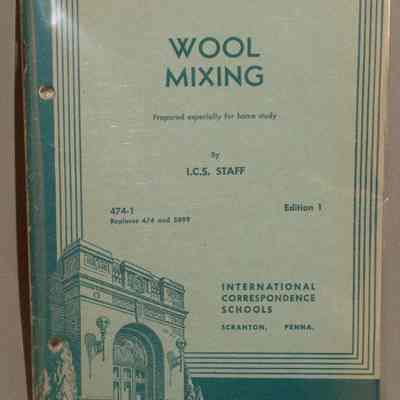 WOOL
MIXING
Prepared especially for home study
By
I.C.S. STAFF
474-1
Edition 1
Replaces 474 and 5899
INTERNATIONAL
CORRESPONDENCE
SCHOOLS
SCRANTON, PENNA.